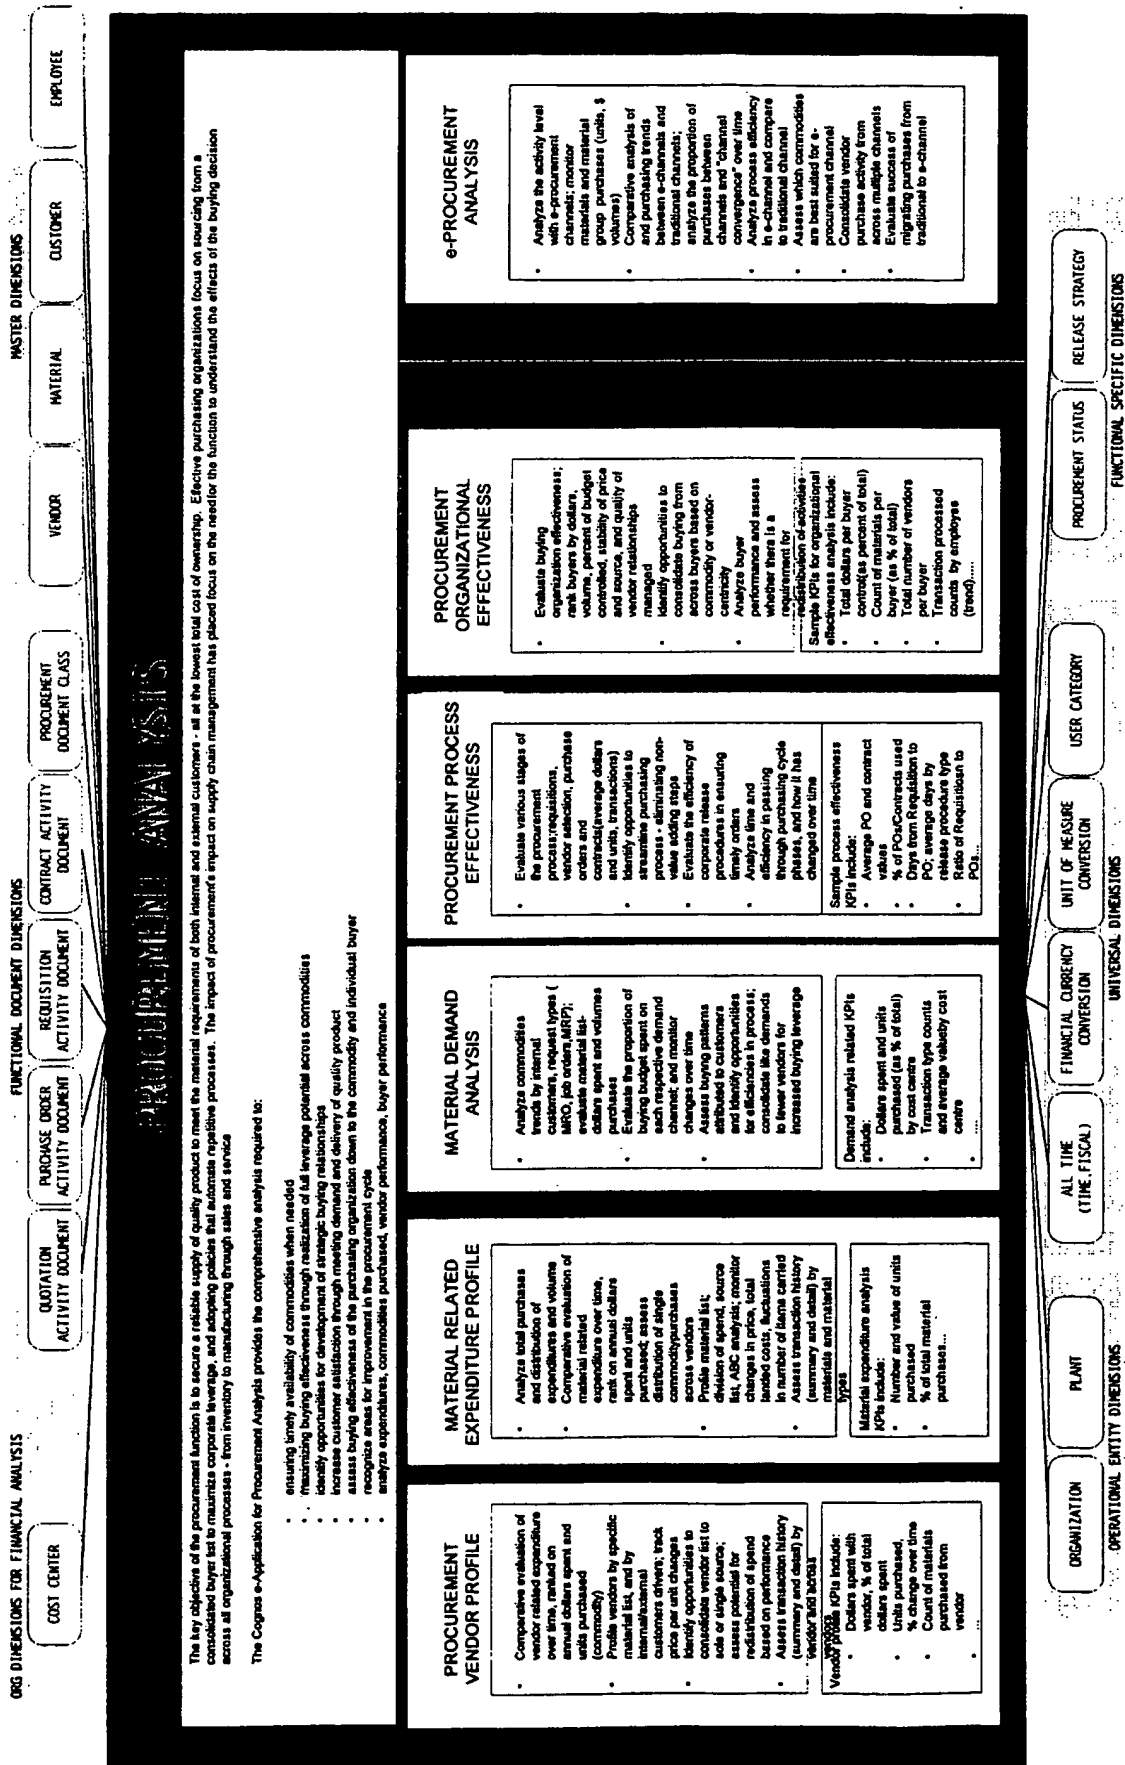 ORG DIMENSIONS FOR FINANCIAL ANALYSIS
COST CENTER
FUNCTIONAL DOCUMENT DIMENSIONS
QUOTATION
ACTIVITY DOCUMENT
PURCHASE ORDER
ACTIVITY DOCUMENT
REQUISITION
ACTIVITY DOCUMENT
CONTRACT ACTIVITY
DOCUMENT
PROCUREMENT
DOCUMENT CLASS
MASTER DIMENSIONS
VENDOR
MATERIAL
CUSTOMER
EMPLOYEE
PROCUREMENT ANALYSIS
The key objective of the procurement function is to secure a reliable supply of quality product to meet the material requirements of both internal and external customers - all at the lowest total cost of ownership. Efective purchasing organizations focus on sourcing from a
consolidated buyer list to maximize corporate leverage, and adopting policies that automate repetitive processes. The impact of procurement's impact on supply chain management has placed focus on the needfor the function to understand the effects of the buying decision
across all organizational processes - from inventory to manufacturing through sales and service
The Cognos e-Application for Procurement Analysis provides the comprehensive analysis required to:
• ensuring timely availability of commodities when needed
• maximizing buying effectiveness through realization of full leverage potential across commodities
• identify opportunities for development of strategic buying relationships
• increase customer satisfaction through meeting demand and delivery of quality product
• assess buying effectiveness of the purchasing organization down to the commodity and individual buyer
• recognize areas for improvement in the procurement cycle
• analyze expenditures, commodities purchased, vendor performance, buyer performance
PROCUREMENT
VENDOR PROFILE
• Comparative evaluation of
vendor related expenditure
over time, ranked on
annual dollars spent and
units purchased
(commodity)
• Profile vendors by specific
material list, and by
internal/external
customers driven; track
price per unit changes
• Identify opportunities to
consolidate vendor list to
sole or single source;
assess potential for
redistribution of spend
based on performance
• Assess transaction history
(summary and detail) by
vendor and across
vendors
Vendor profile KPIs include:
• Dollars spent with
vendor, % of total
dollars spent
• Units purchased,
% change over time
• Count of materials
purchased from
vendor
• ...
MATERIAL RELATED
EXPENDITURE PROFILE
• Analyze total purchases
and distribution of
expenditures and volume
• Comparative evaluation of
material related
expenditure over time,
rank on annual dollars
spent and units
purchased; assess
distribution of single
commoditypurchases
across vendors
• Profile material list;
division of spend, source
list, ABC analysis; monitor
changes in price, total
landed costs, fluctuations
in number of items carried
• Assess transaction history
(summary and detail) by
materials and material
types
Material expenditure analysis
KPIs include:
• Number and value of units
purchased
• % of total material
purchases...
MATERIAL DEMAND
ANALYSIS
• Analyze commodities
trends by internal
customers, request types (
MRO, job orders,MRP);
evaluate material list-
dollars spent and volumes
purchases
• Evaluate the proportion of
buying budget spent on
each respective demand
channel; and monitor
changes over time
• Assess buying patterns
attributed to customers
and identify opportunities
for efficiencies in process;
consolidate like demands
to fewer vendors for
increased buying leverage
Demand analysis related KPIs
include:
• Dollars spent and units
purchased (as % of total)
by cost centre
• Transaction type counts
and average valueby cost
centre
....
PROCUREMENT PROCESS
EFFECTIVENESS
• Evaluate various stages of
the procurement
process;requisitions,
vendor selection, purchase
orders and
contracts(average dollars
and units, transactions)
• Identify opportunities to
streamline purchasing
process - eliminating non-
value adding steps
• Evaluate the efficiency of
corporate release
procedures in ensuring
timely orders
• Analyze time and
efficiency in passing
through purchasing cycle
phases, and how it has
changed over time
Sample process effectiveness
KPIs include:
• Average PO and contract
values
• % of POs/Contracts used
• Days from Requisition to
PO; average days by
release procedure type
• Ratio of Requisitiosn to
POs...
PROCUREMENT
ORGANIZATIONAL
EFFECTIVENESS
• Evaluate buying
organization effectiveness;
rank buyers by dollars,
volume, percent of budget
controlled, stability of price
and source, and quality of
vendor relationships
managed
• Identify opportunities to
consolidate buying from
across buyers based on
commodity or vendor-
centricity
• Analyze buyer
performance and assess
whether there is a
requirement for
redistribution of activities
Sample KPIs for organizational
effectiveness analysis include:
• Total dollars per buyer
control(as percent of total)
• Count of materials per
buyer (as % of total)
• Total number of vendors
per buyer
• Transaction processed
counts by employee
(trend).....
e-PROCUREMENT
ANALYSIS
• Analyze the activity level
with e-procurement
channels; monitor
materials and material
group purchases (units, $
volumes)
• Comparative analysis of
and purchasing trends
between e-channels and
traditional channels;
analyze the proportion of
purchases between
channels and "channel
convergence" over time
• Analyze process efficiency
in e-channel and compare
to traditional channel
• Assess which commodities
are best suited for e-
procurement channel
• Consolidate vendor
purchase activity from
across multiple channels
• Evaluate success of
migrating purchases from
traditional to e-channel
ORGANIZATION
PLANT
OPERATIONAL ENTITY DIMENSIONS
ALL TIME
(TIME,FISCAL)
FINANCIAL CURRENCY
CONVERSION
UNIT OF MEASURE
CONVERSION
USER CATEGORY
UNIVERSAL DIMENSIONS
PROCUREMENT STATUS
RELEASE STRATEGY
FUNCTIONAL SPECIFIC DIMENSIONS